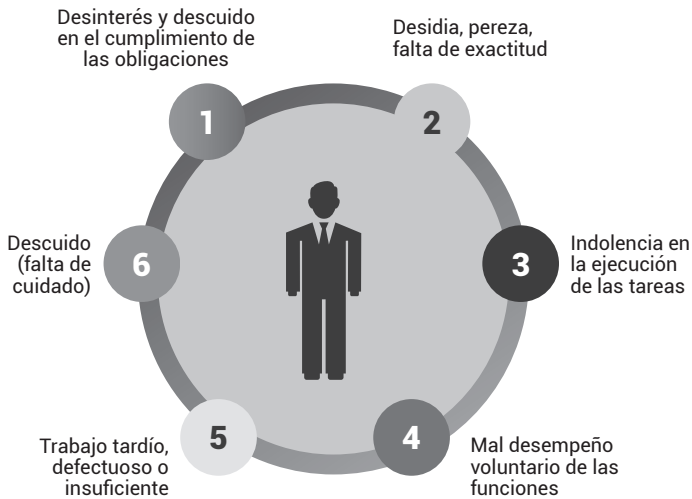 Desinterés y descuido
en el cumplimiento de
las obligaciones
1
Desidia, pereza,
falta de exactitud
2
3
Indolencia en
la ejecución
de las tareas
4
Mal desempeño
voluntario de las
funciones
5
Trabajo tardío,
defectuoso o
insuficiente
6
Descuido
(falta de
cuidado)